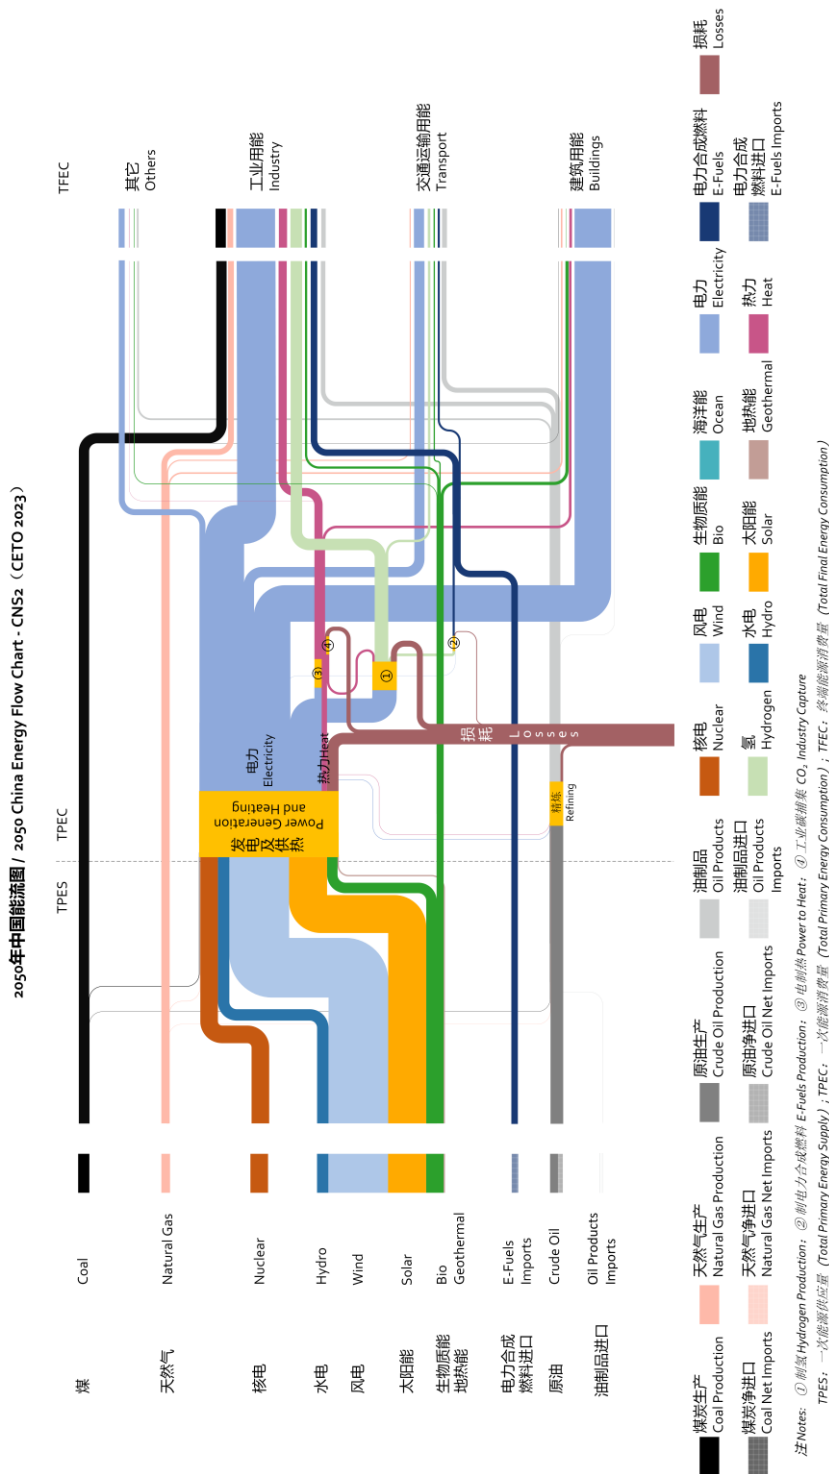 2050年中国能流图 / 2050 China Energy Flow Chart - CNS2 （CETO 2023）
TPES
TPEC
TFEC
煤
Coal
天然气
Natural Gas
核电
Nuclear
水电
Hydro
风电
Wind
太阳能
Solar
生物质能
Bio
地热能
Geothermal
电力合成
燃料进口
E-Fuels
Imports
原油
Crude Oil
油制品进口
Oil Products
Imports
发电及供热
Power Generation
and Heating
电力
Electricity
热力Heat
①
②
③
④
精炼
Refining
损耗
Losses
其它
Others
工业用能
Industry
交通运输用能
Transport
建筑用能
Buildings
煤炭生产
Coal Production
天然气生产
Natural Gas Production
原油生产
Crude Oil Production
油制品
Oil Products
核电
Nuclear
风电
Wind
生物质能
Bio
海洋能
Ocean
电力
Electricity
电力合成燃料
E-Fuels
损耗
Losses
煤炭净进口
Coal Net Imports
天然气净进口
Natural Gas Net Imports
原油净进口
Crude Oil Net Imports
油制品进口
Oil Products
Imports
氢
Hydrogen
水电
Hydro
太阳能
Solar
地热能
Geothermal
热力
Heat
电力合成
燃料进口
E-Fuels Imports
注Notes: ① 制氢 Hydrogen Production; ② 制电力合成燃料 E-Fuels Production; ③ 电制热 Power to Heat; ④ 工业碳捕集 CO₂ Industry Capture
TPES: 一次能源供应量 (Total Primary Energy Supply) ; TPEC: 一次能源消费量 (Total Primary Energy Consumption) ; TFEC: 终端能源消费量 (Total Final Energy Consumption)